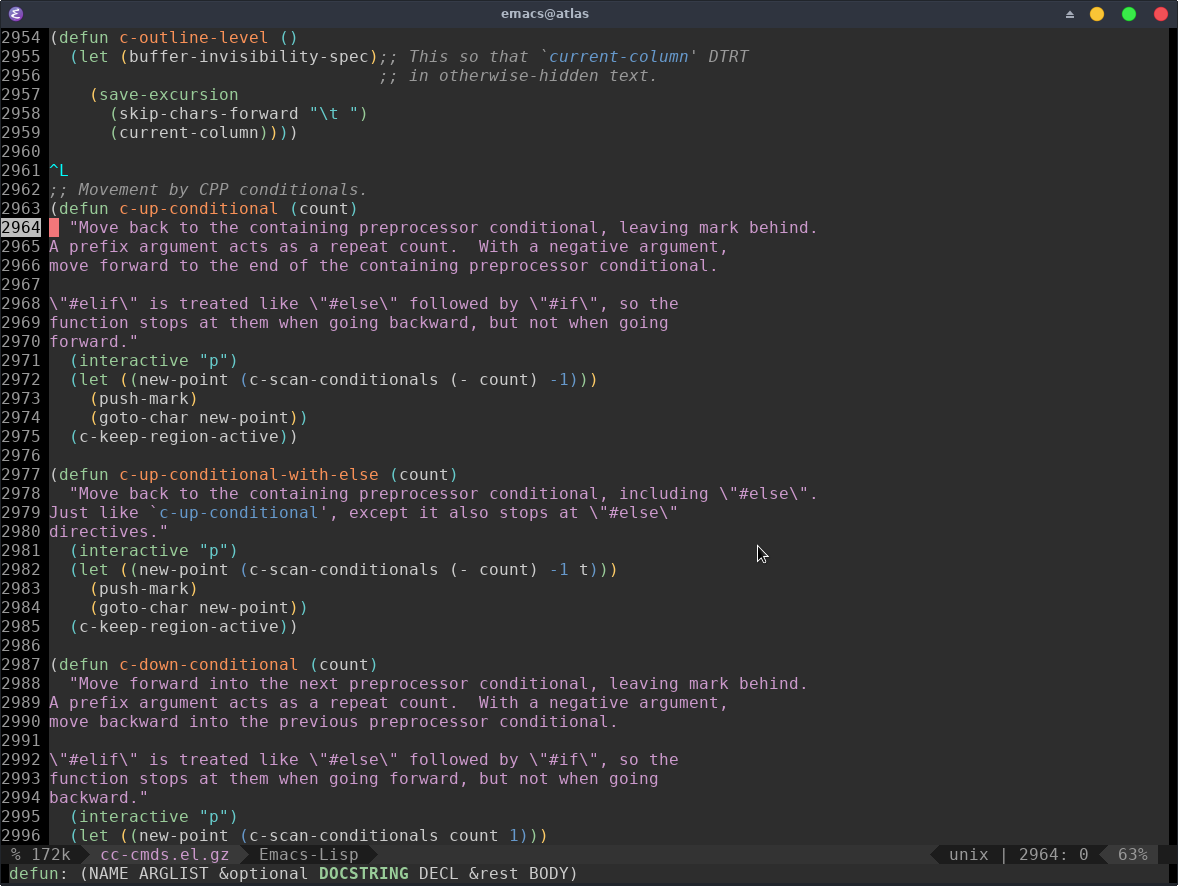 emacs@atlas
2954 (defun c-outline-level ()
2955   (let (buffer-invisibility-spec);; This so that `current-column' DTRT
2956                                  ;; in otherwise-hidden text.
2957     (save-excursion
2958       (skip-chars-forward "\t ")
2959       (current-column))))
2960
2961 ^L
2962 ;; Movement by CPP conditionals.
2963 (defun c-up-conditional (count)
2964   "Move back to the containing preprocessor conditional, leaving mark behind.
2965 A prefix argument acts as a repeat count.  With a negative argument,
2966 move forward to the end of the containing preprocessor conditional.
2967
2968 \"#elif\" is treated like \"#else\" followed by \"#if\", so the
2969 function stops at them when going backward, but not when going
2970 forward."
2971   (interactive "p")
2972   (let ((new-point (c-scan-conditionals (- count) -1)))
2973     (push-mark)
2974     (goto-char new-point))
2975   (c-keep-region-active))
2976
2977 (defun c-up-conditional-with-else (count)
2978   "Move back to the containing preprocessor conditional, including \"#else\".
2979 Just like `c-up-conditional', except it also stops at \"#else\"
2980 directives."
2981   (interactive "p")
2982   (let ((new-point (c-scan-conditionals (- count) -1 t)))
2983     (push-mark)
2984     (goto-char new-point))
2985   (c-keep-region-active))
2986
2987 (defun c-down-conditional (count)
2988   "Move forward into the next preprocessor conditional, leaving mark behind.
2989 A prefix argument acts as a repeat count.  With a negative argument,
2990 move backward into the previous preprocessor conditional.
2991
2992 \"#elif\" is treated like \"#else\" followed by \"#if\", so the
2993 function stops at them when going forward, but not when going
2994 backward."
2995   (interactive "p")
2996   (let ((new-point (c-scan-conditionals count 1)))
% 172k cc-cmds.el.gz Emacs-Lisp unix | 2964: 0 63%
defun: (NAME ARGLIST &optional DOCSTRING DECL &rest BODY)